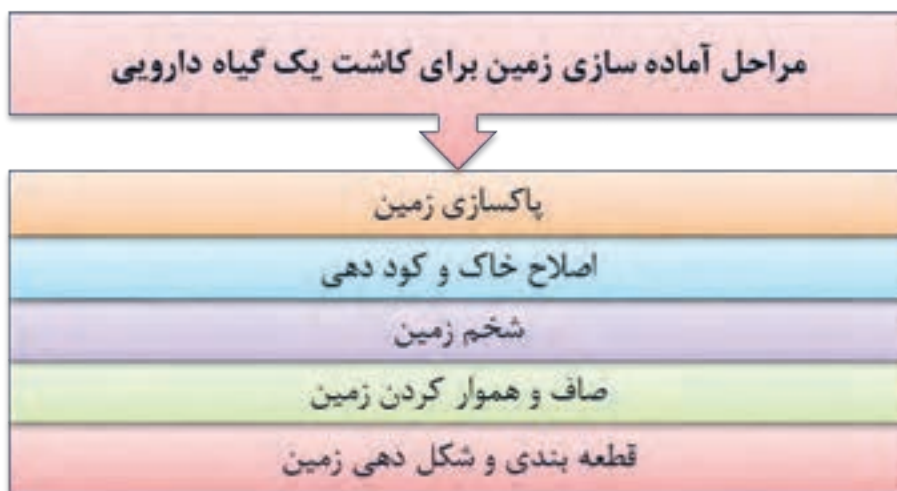 مراحل آماده سازی زمین برای کاشت یک گیاه دارویی
پاکسازی زمین
اصلاح خاک و کود دهی
شخم زمین
صاف و هموار کردن زمین
قطعه بندی و شکل دهی زمین